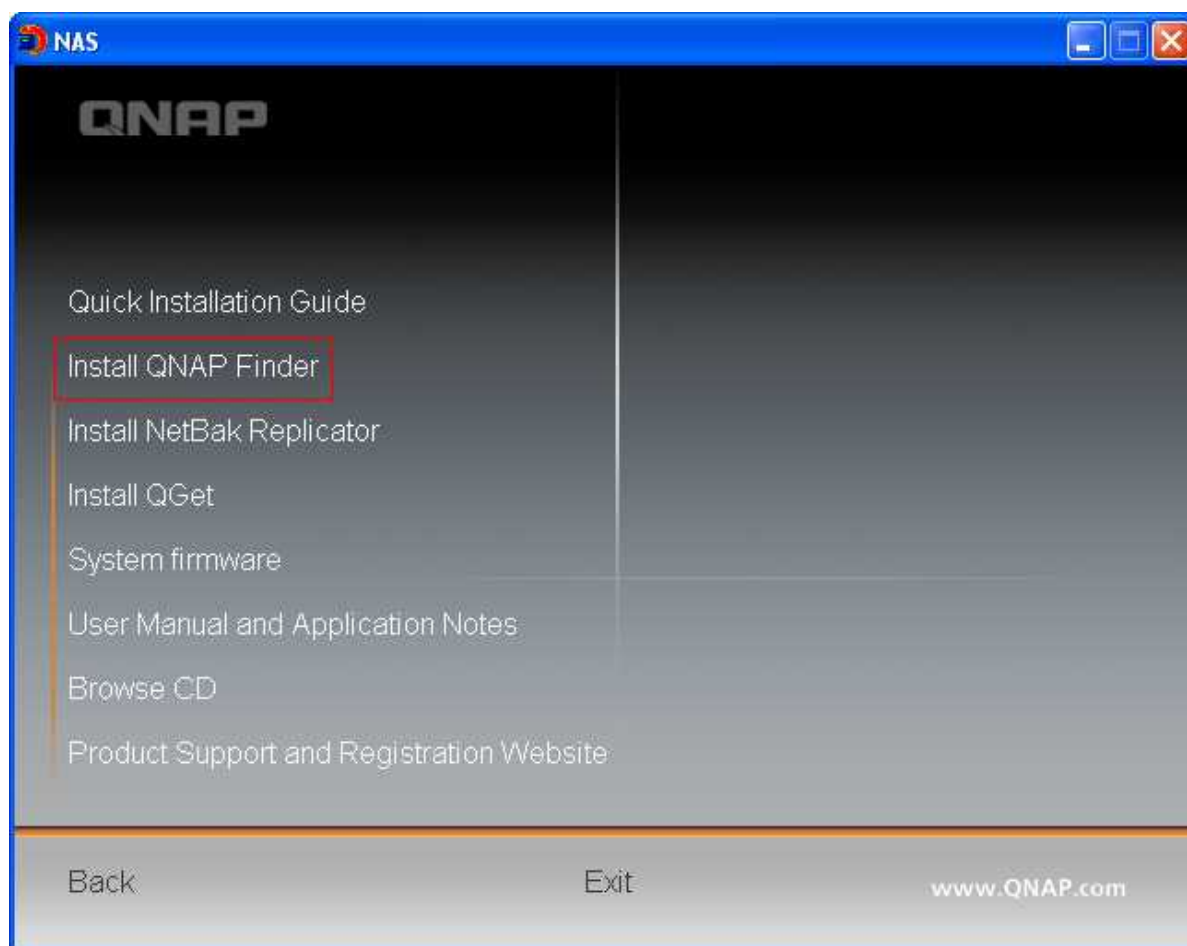 NAS
QNAP
Quick Installation Guide
Install QNAP Finder
Install NetBak Replicator
Install QGet
System firmware
User Manual and Application Notes
Browse CD
Product Support and Registration Website
Back
Exit
www.QNAP.com